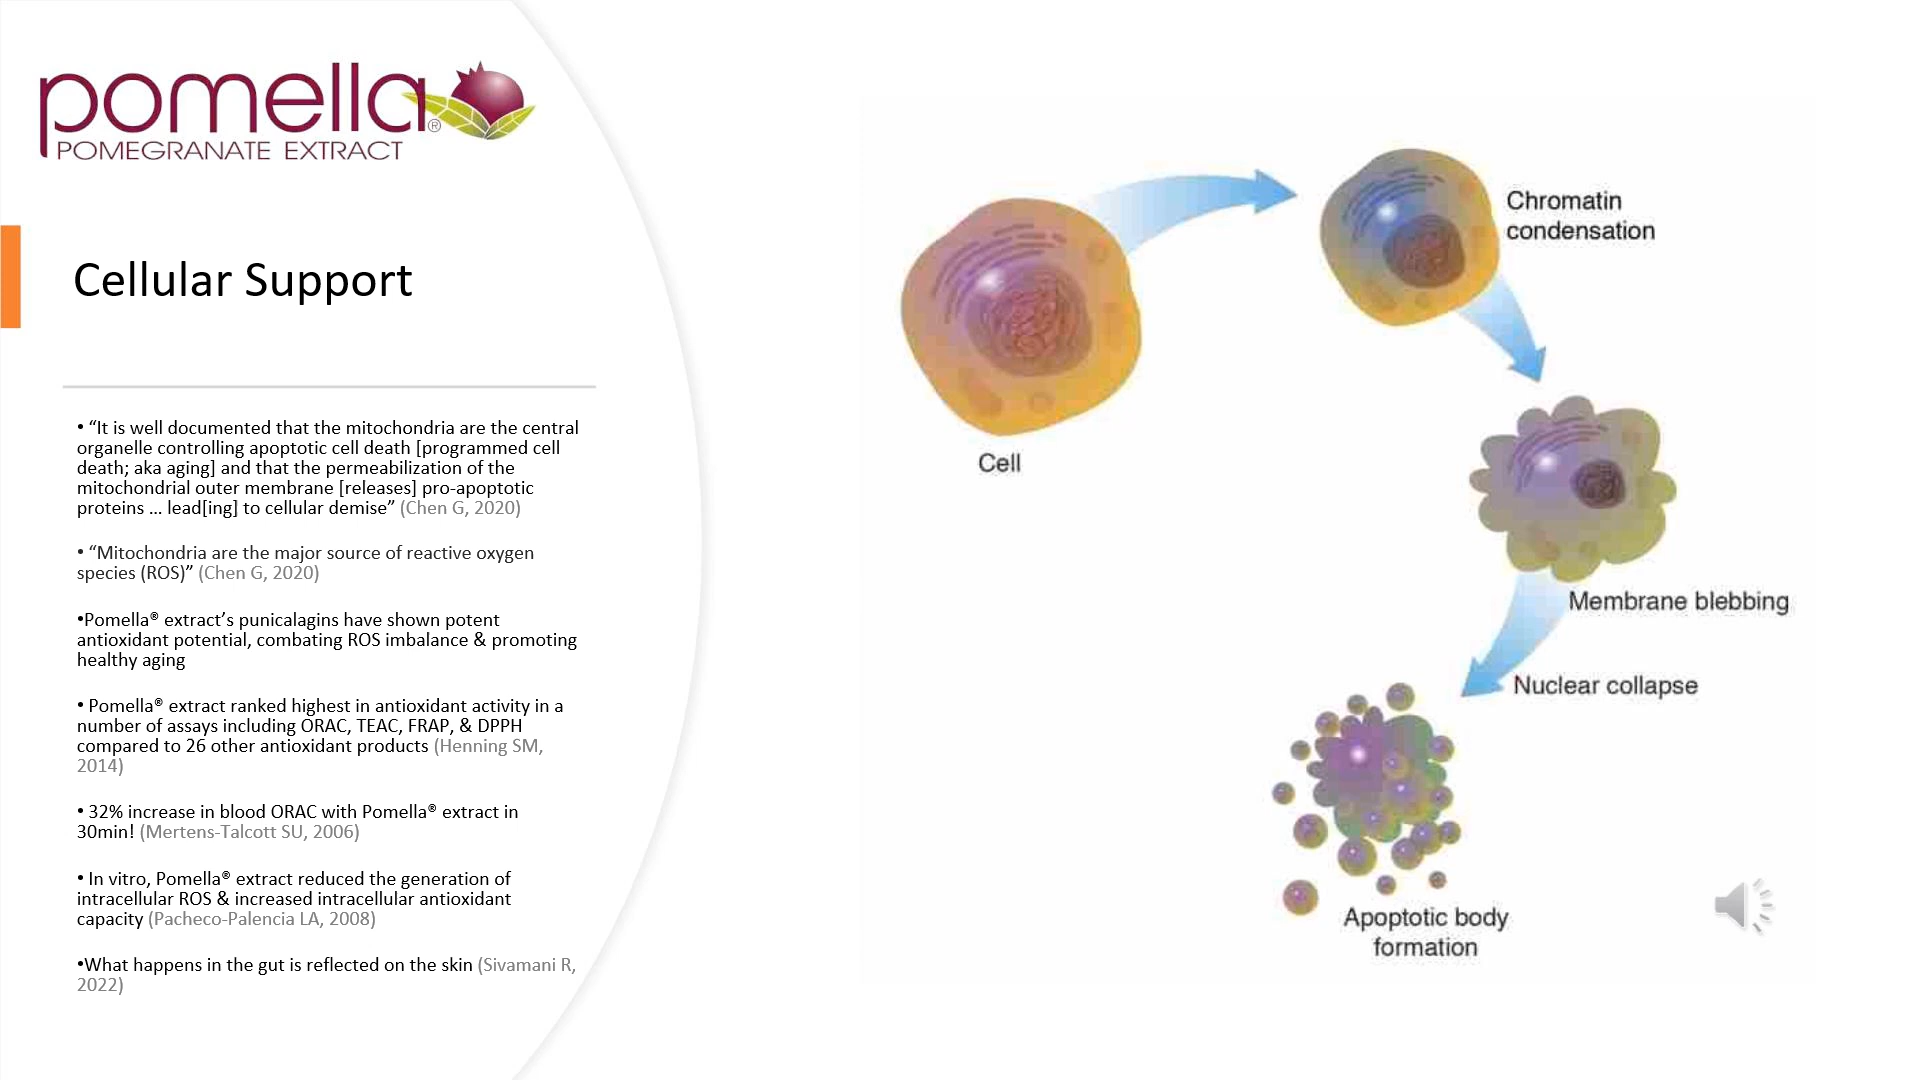 pomella®
POMEGRANATE EXTRACT
Cellular Support
• “It is well documented that the mitochondria are the central
organelle controlling apoptotic cell death [programmed cell
death; aka aging] and that the permeabilization of the
mitochondrial outer membrane [releases] pro-apoptotic
proteins ... lead[ing] to cellular demise” (Chen G, 2020)
• “Mitochondria are the major source of reactive oxygen
species (ROS)” (Chen G, 2020)
•Pomella® extract’s punicalagins have shown potent
antioxidant potential, combating ROS imbalance & promoting
healthy aging
• Pomella® extract ranked highest in antioxidant activity in a
number of assays including ORAC, TEAC, FRAP, & DPPH
compared to 26 other antioxidant products (Henning SM,
2014)
• 32% increase in blood ORAC with Pomella® extract in
30min! (Mertens-Talcott SU, 2006)
• In vitro, Pomella® extract reduced the generation of
intracellular ROS & increased intracellular antioxidant
capacity (Pacheco-Palencia LA, 2008)
•What happens in the gut is reflected on the skin (Sivamani R,
2022)
Cell
Chromatin
condensation
Membrane blebbing
Nuclear collapse
Apoptotic body
formation